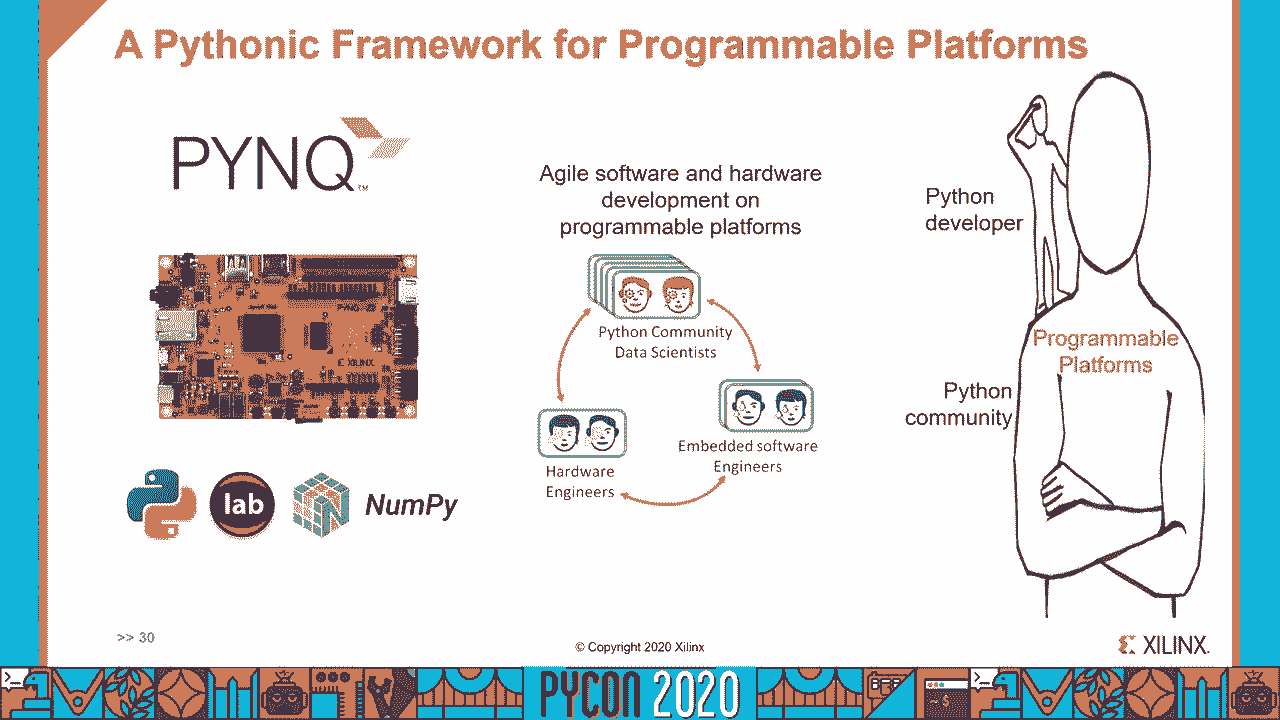 A Pythonic Framework for Programmable Platforms
PYNQ™
XILINX
lab
NumPy
Agile software and hardware
development on
programmable platforms
Python Community
Data Scientists
Embedded software
Engineers
Hardware
Engineers
Python
developer
Programmable
Platforms
Python
community
>> 30
© Copyright 2020 Xilinx
XILINX.
PYCON 2020